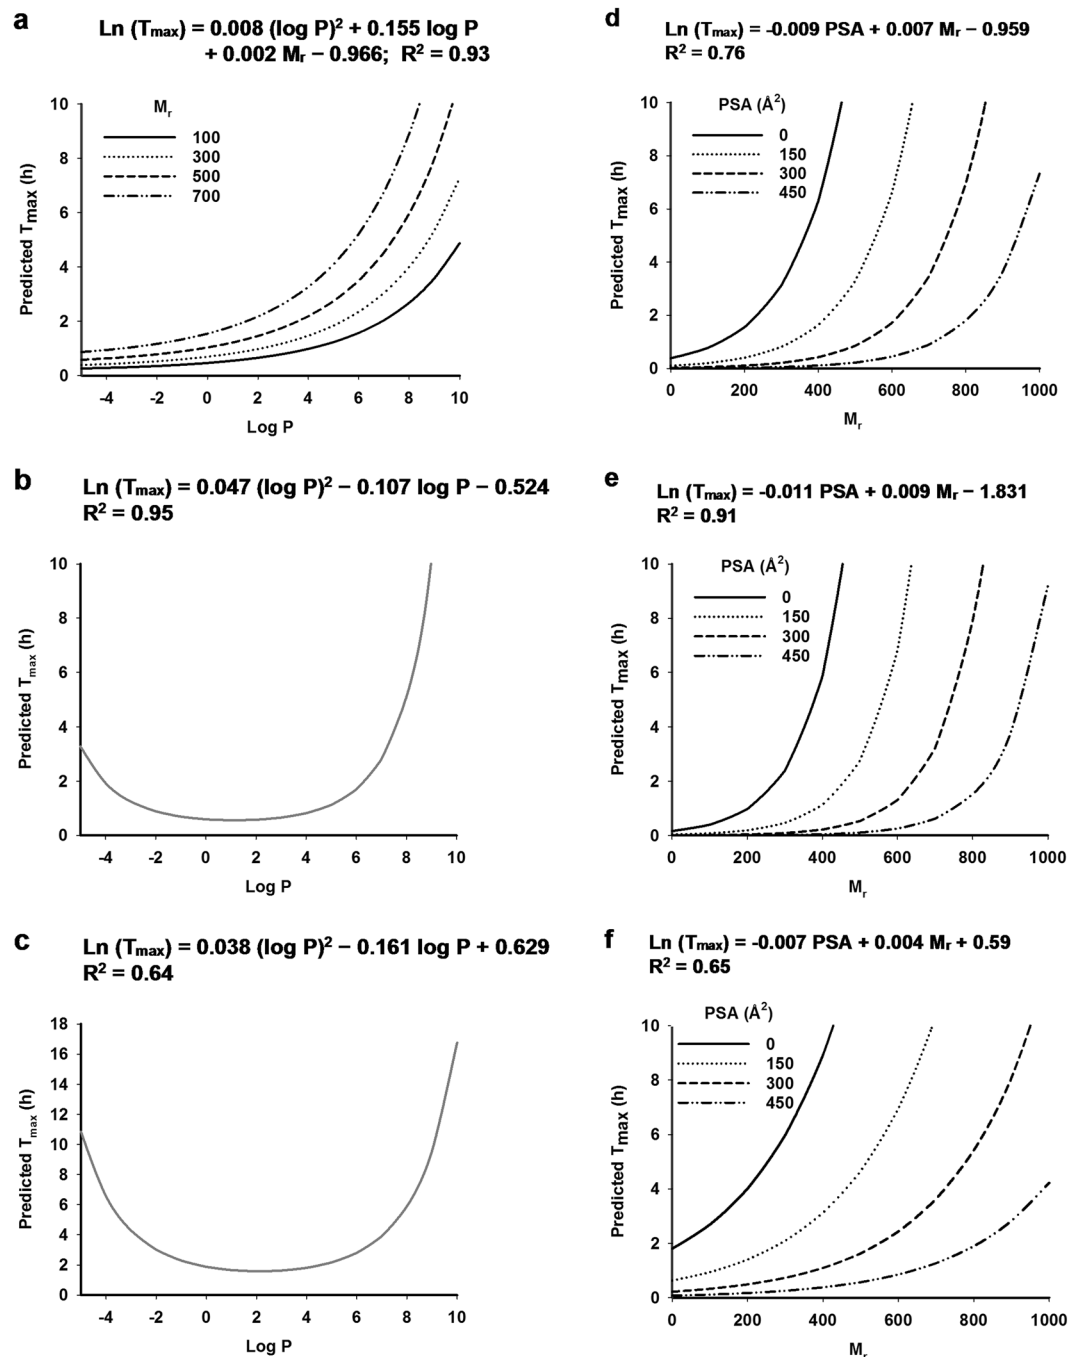 a
Ln (Tmax) = 0.008 (log P)² + 0.155 log P
+ 0.002 Mr − 0.966; R² = 0.93
Mr
100
300
500
700
Predicted Tmax (h)
10
8
6
4
2
0
-4 -2 0 2 4 6 8 10
Log P
b
Ln (Tmax) = 0.047 (log P)² − 0.107 log P − 0.524
R² = 0.95
Predicted Tmax (h)
10
8
6
4
2
0
-4 -2 0 2 4 6 8 10
Log P
c
Ln (Tmax) = 0.038 (log P)² − 0.161 log P + 0.629
R² = 0.64
Predicted Tmax (h)
18
16
14
12
10
8
6
4
2
0
-4 -2 0 2 4 6 8 10
Log P
d
Ln (Tmax) = -0.009 PSA + 0.007 Mr − 0.959
R² = 0.76
PSA (Å²)
0
150
300
450
Predicted Tmax (h)
10
8
6
4
2
0
0 200 400 600 800 1000
Mr
e
Ln (Tmax) = -0.011 PSA + 0.009 Mr − 1.831
R² = 0.91
PSA (Å²)
0
150
300
450
Predicted Tmax (h)
10
8
6
4
2
0
0 200 400 600 800 1000
Mr
f
Ln (Tmax) = -0.007 PSA + 0.004 Mr + 0.59
R² = 0.65
PSA (Å²)
0
150
300
450
Predicted Tmax (h)
10
8
6
4
2
0
0 200 400 600 800 1000
Mr